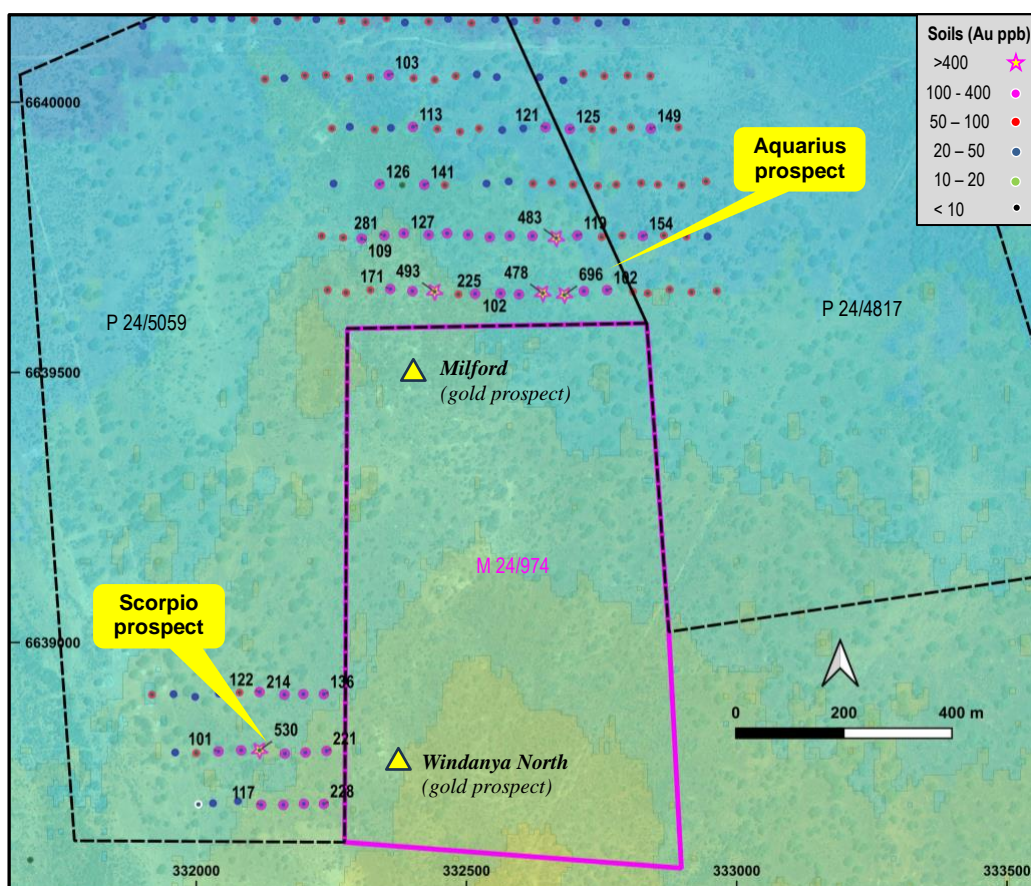 Soils (Au ppb)
>400
100 - 400
50 – 100
20 – 50
10 – 20
< 10
103
6640000
113
121
125
149
Aquarius
prospect
126
141
281
127
483
119
154
109
171
493
225
478
696
102
102
P 24/5059
P 24/4817
6639500
Milford
(gold prospect)
M 24/974
Scorpio
prospect
6639000
122
214
136
0
200
400 m
101
530
221
Windanya North
(gold prospect)
117
228
332000
332500
333000
333500